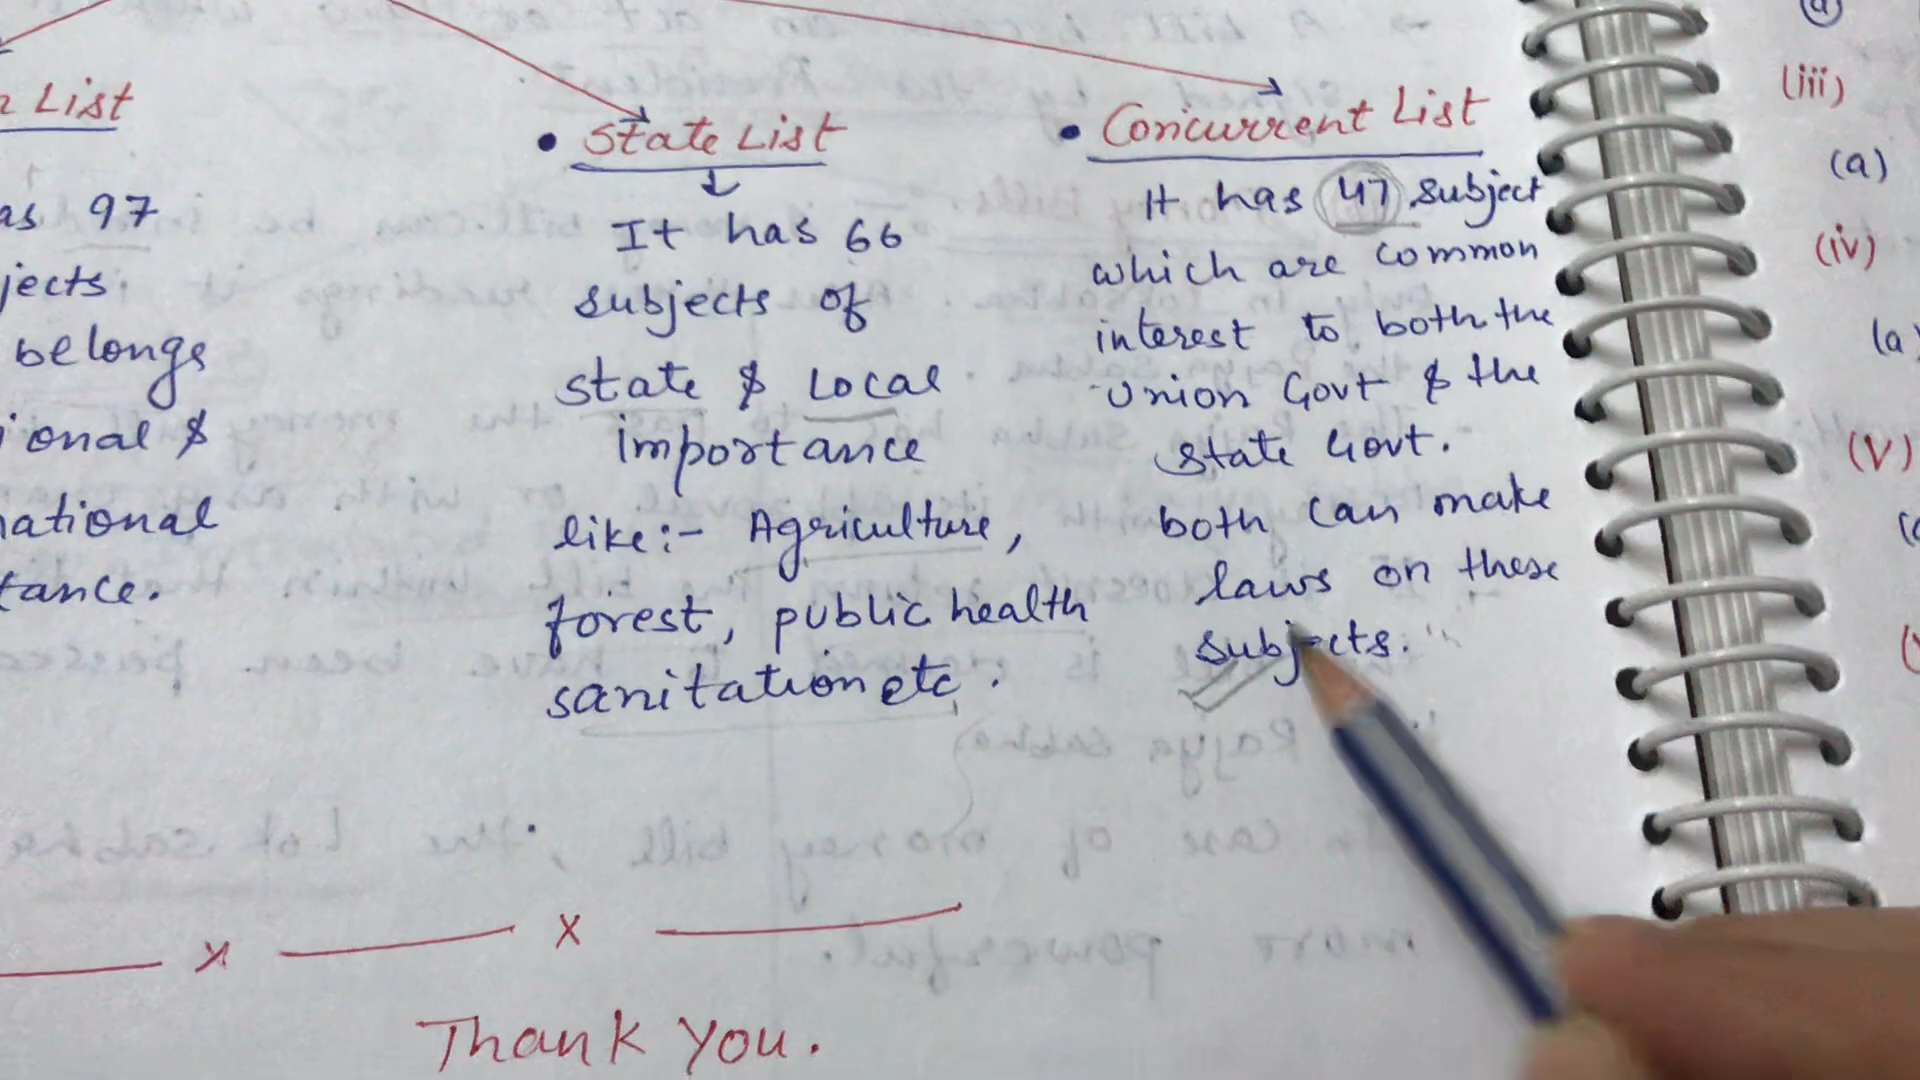 List
as 97
jects
belongs
ional &
national
tance.
• State List
It has 66
subjects of
state & Local
importance
like:- Agriculture,
forest, public health
sanitation etc.
• Concurrent List
It has 47 subject
which are common
interest to both the
Union Govt & the
state Govt.
both can make
laws on these
subjects.
x x
Thank You.
(iii)
(a)
(iv)
(a)
(v)